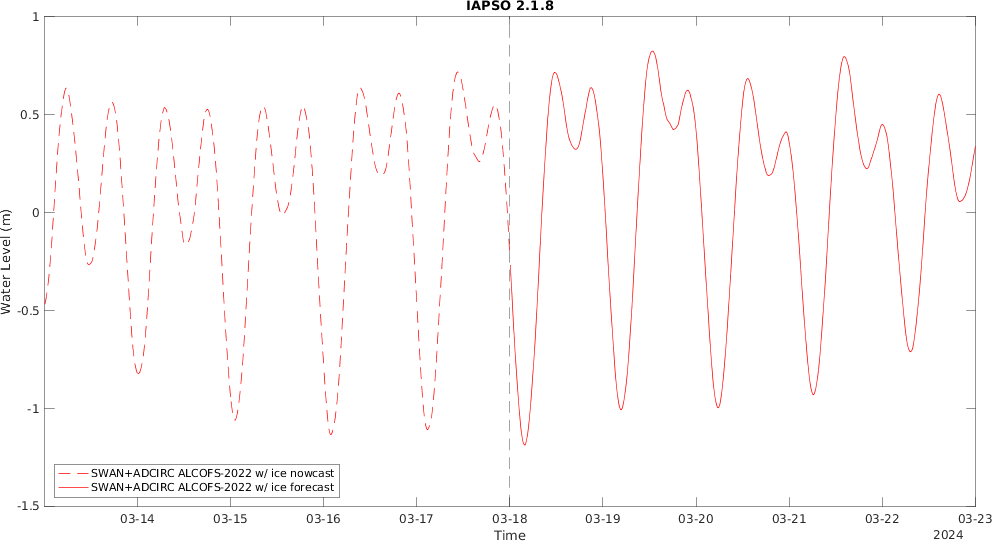 IAPSO 2.1.8
1
0.5
0
-0.5
-1
-1.5
Water Level (m)
SWAN+ADCIRC ALCOFS-2022 w/ ice nowcast
SWAN+ADCIRC ALCOFS-2022 w/ ice forecast
03-14 03-15 03-16 03-17 03-18 03-19 03-20 03-21 03-22 03-23
Time
2024